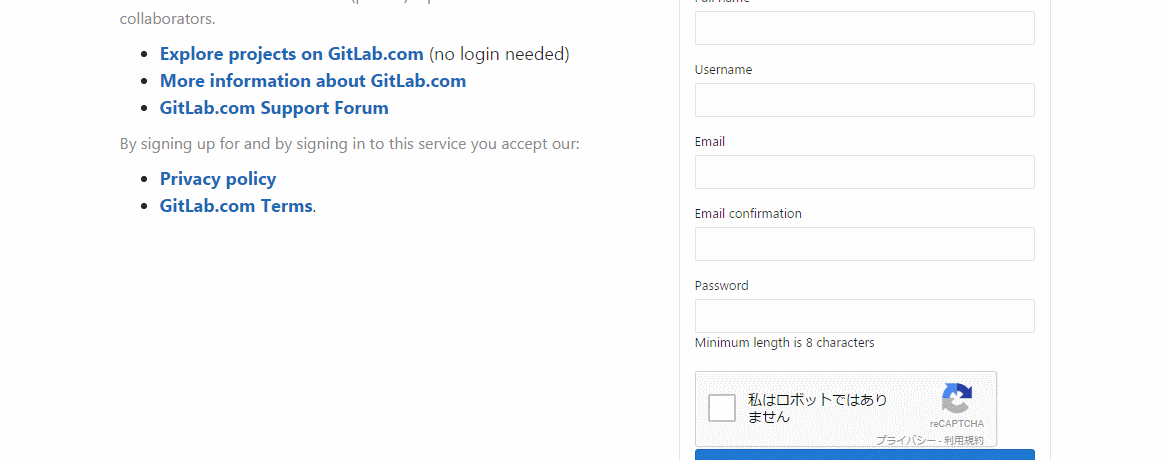 collaborators.
Explore projects on GitLab.com (no login needed)
More information about GitLab.com
GitLab.com Support Forum
By signing up for and by signing in to this service you accept our:
Privacy policy
GitLab.com Terms.
Username
Email
Email confirmation
Password
Minimum length is 8 characters
私はロボットではあり
ません
reCAPTCHA
プライバシー - 利用規約